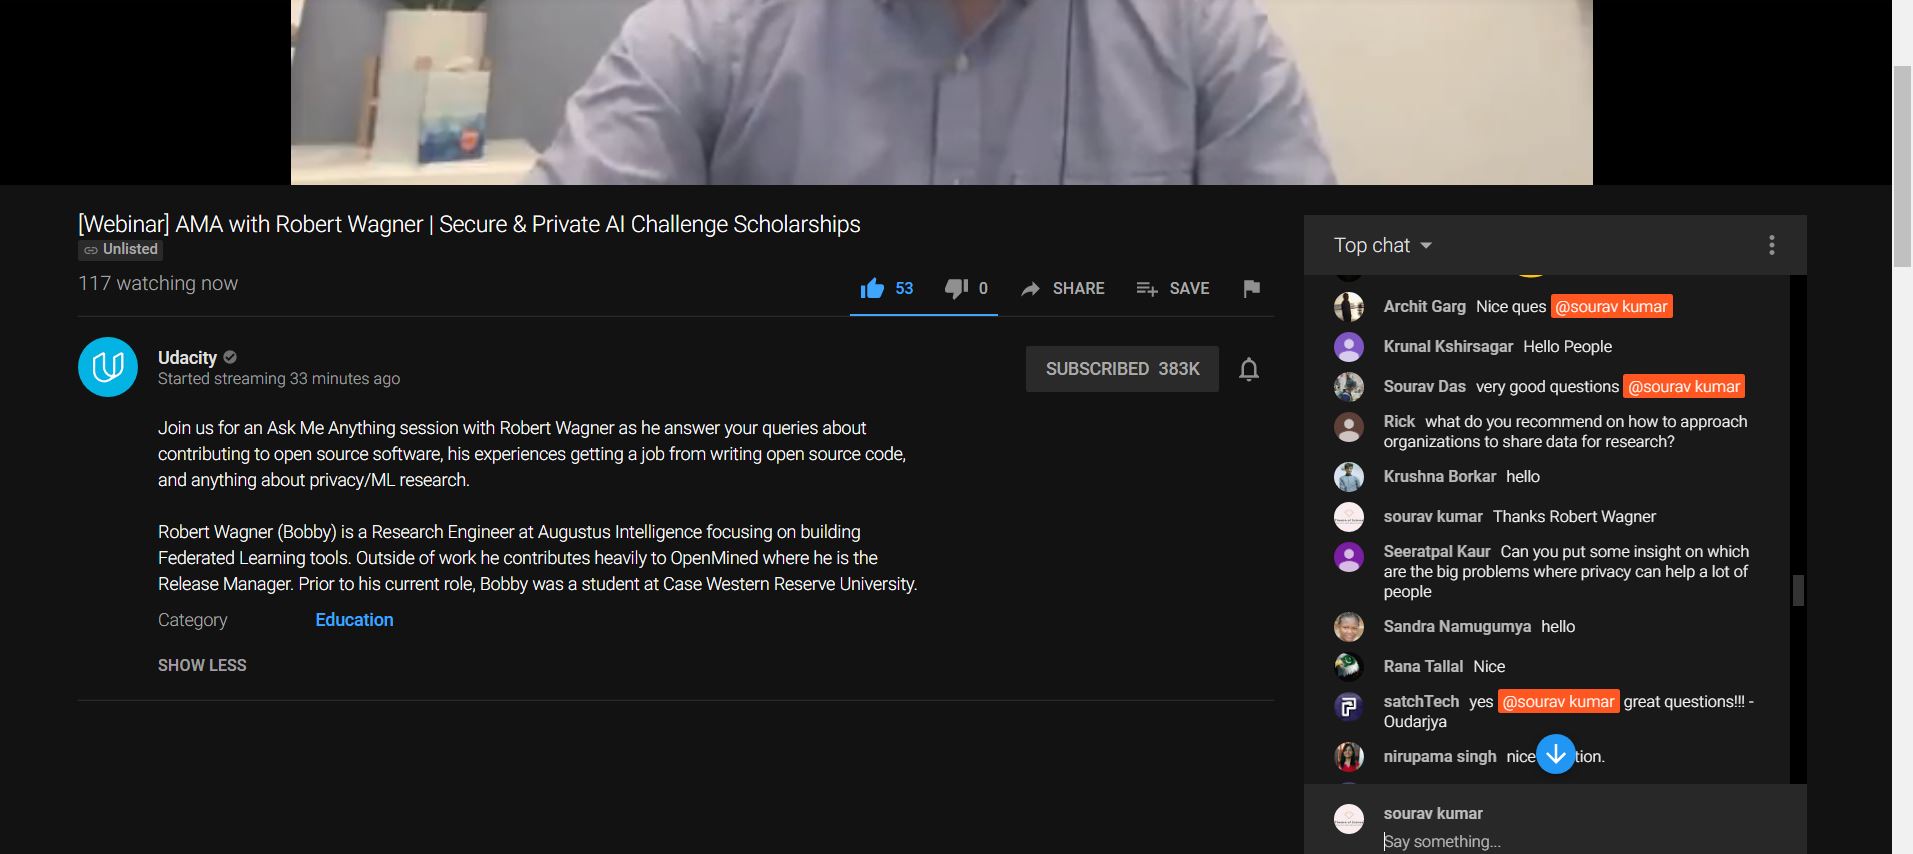 [Webinar] AMA with Robert Wagner | Secure & Private AI Challenge Scholarships
Unlisted
117 watching now
53
0
SHARE
SAVE
Udacity
Started streaming 33 minutes ago
SUBSCRIBED 383K
Join us for an Ask Me Anything session with Robert Wagner as he answer your queries about
contributing to open source software, his experiences getting a job from writing open source code,
and anything about privacy/ML research.
Robert Wagner (Bobby) is a Research Engineer at Augustus Intelligence focusing on building
Federated Learning tools. Outside of work he contributes heavily to OpenMined where he is the
Release Manager. Prior to his current role, Bobby was a student at Case Western Reserve University.
Category Education
SHOW LESS
Top chat
Archit Garg Nice ques @sourav kumar
Krunal Kshirsagar Hello People
Sourav Das very good questions @sourav kumar
Rick what do you recommend on how to approach
organizations to share data for research?
Krushna Borkar hello
sourav kumar Thanks Robert Wagner
Seeratpal Kaur Can you put some insight on which
are the big problems where privacy can help a lot of
people
Sandra Namugumya hello
Rana Tallal Nice
satchTech yes @sourav kumar great questions!!! -
Oudarjya
nirupama singh nice tion.
sourav kumar
Say something...